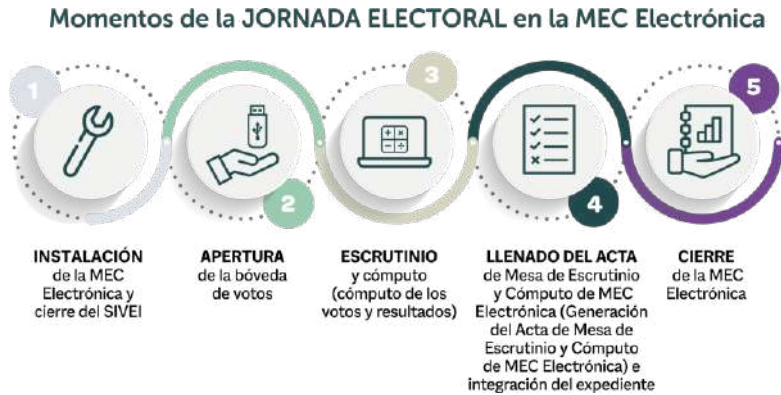 Momentos de la JORNADA ELECTORAL en la MEC Electrónica
1
INSTALACIÓN
de la MEC
Electrónica y
cierre del SIVEI
2
APERTURA
de la bóveda
de votos
3
ESCRUTINIO
y cómputo
(cómputo de los
votos y resultados)
4
LLENADO DEL ACTA
de Mesa de Escrutinio
y Cómputo de MEC
Electrónica (Generación
del Acta de Mesa de
Escrutinio y Cómputo
de MEC Electrónica) e
integración del expediente
5
CIERRE
de la MEC
Electrónica